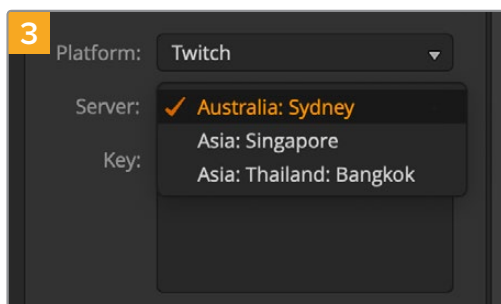 3
Platform: Twitch
Server: Australia: Sydney
Asia: Singapore
Key:
Asia: Thailand: Bangkok